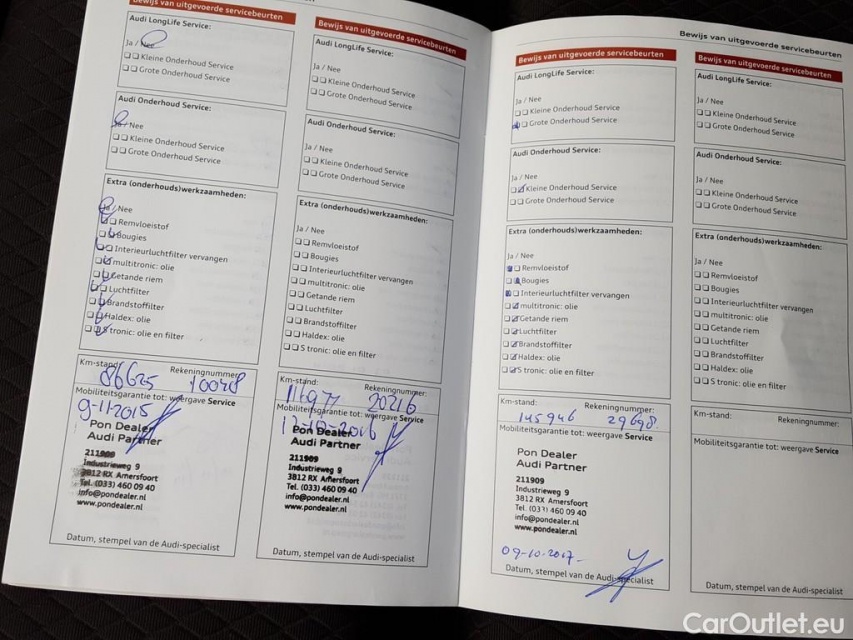 Bewijs van uitgevoerde servicebeurten
Audi LongLife Service:
Ja / Nee
Kleine Onderhoud Service
Grote Onderhoud Service
Audi Onderhoud Service:
Ja / Nee
Kleine Onderhoud Service
Grote Onderhoud Service
Extra (onderhouds)werkzaamheden:
Ja / Nee
Remvloeistof
Bougies
Interieurluchtfilter vervangen
multitronic: olie
Getande riem
Luchtfilter
Brandstoffilter
Haldex: olie
S tronic: olie en filter
Km-stand: Rekeningnummer:
86625 10048
Mobiliteitsgarantie tot: weergave Service
9-11-2015
Pon Dealer
Audi Partner
211909
Industrieweg 9
3812 RX Amersfoort
Tel. (033) 460 09 40
info@pondealer.nl
www.pondealer.nl
Datum, stempel van de Audi-specialist
Bewijs van uitgevoerde servicebeurten
Audi LongLife Service:
Ja / Nee
Kleine Onderhoud Service
Grote Onderhoud Service
Audi Onderhoud Service:
Ja / Nee
Kleine Onderhoud Service
Grote Onderhoud Service
Extra (onderhouds)werkzaamheden:
Ja / Nee
Remvloeistof
Bougies
Interieurluchtfilter vervangen
multitronic: olie
Getande riem
Luchtfilter
Brandstoffilter
Haldex: olie
S tronic: olie en filter
Km-stand: Rekeningnummer:
116977 20216
Mobiliteitsgarantie tot: weergave Service
Pon Dealer
Audi Partner
211909
Industrieweg 9
3812 RX Amersfoort
Tel. (033) 460 09 40
info@pondealer.nl
www.pondealer.nl
Datum, stempel van de Audi-specialist
Bewijs van uitgevoerde servicebeurten
Bewijs van uitgevoerde servicebeurten
Audi LongLife Service:
Ja / Nee
Kleine Onderhoud Service
Grote Onderhoud Service
Audi Onderhoud Service:
Ja / Nee
Kleine Onderhoud Service
Grote Onderhoud Service
Extra (onderhouds)werkzaamheden:
Ja / Nee
Remvloeistof
Bougies
Interieurluchtfilter vervangen
multitronic: olie
Getande riem
Luchtfilter
Brandstoffilter
Haldex: olie
S tronic: olie en filter
Km-stand: Rekeningnummer:
145946 29698
Mobiliteitsgarantie tot: weergave Service
Pon Dealer
Audi Partner
211909
Industrieweg 9
3812 RX Amersfoort
Tel. (033) 460 09 40
info@pondealer.nl
www.pondealer.nl
09-10-2017-
Datum, stempel van de Audi-specialist
Bewijs van uitgevoerde servicebeurten
Audi LongLife Service:
Ja / Nee
Kleine Onderhoud Service
Grote Onderhoud Service
Audi Onderhoud Service:
Ja / Nee
Kleine Onderhoud Service
Grote Onderhoud Service
Extra (onderhouds)werkzaamheden:
Ja / Nee
Remvloeistof
Bougies
Interieurluchtfilter vervangen
multitronic: olie
Getande riem
Luchtfilter
Brandstoffilter
Haldex: olie
S tronic: olie en filter
Km-stand: Rekeningnummer:
Mobiliteitsgarantie tot: weergave Service
Datum, stempel van de Audi-specialist
CarOutlet.eu